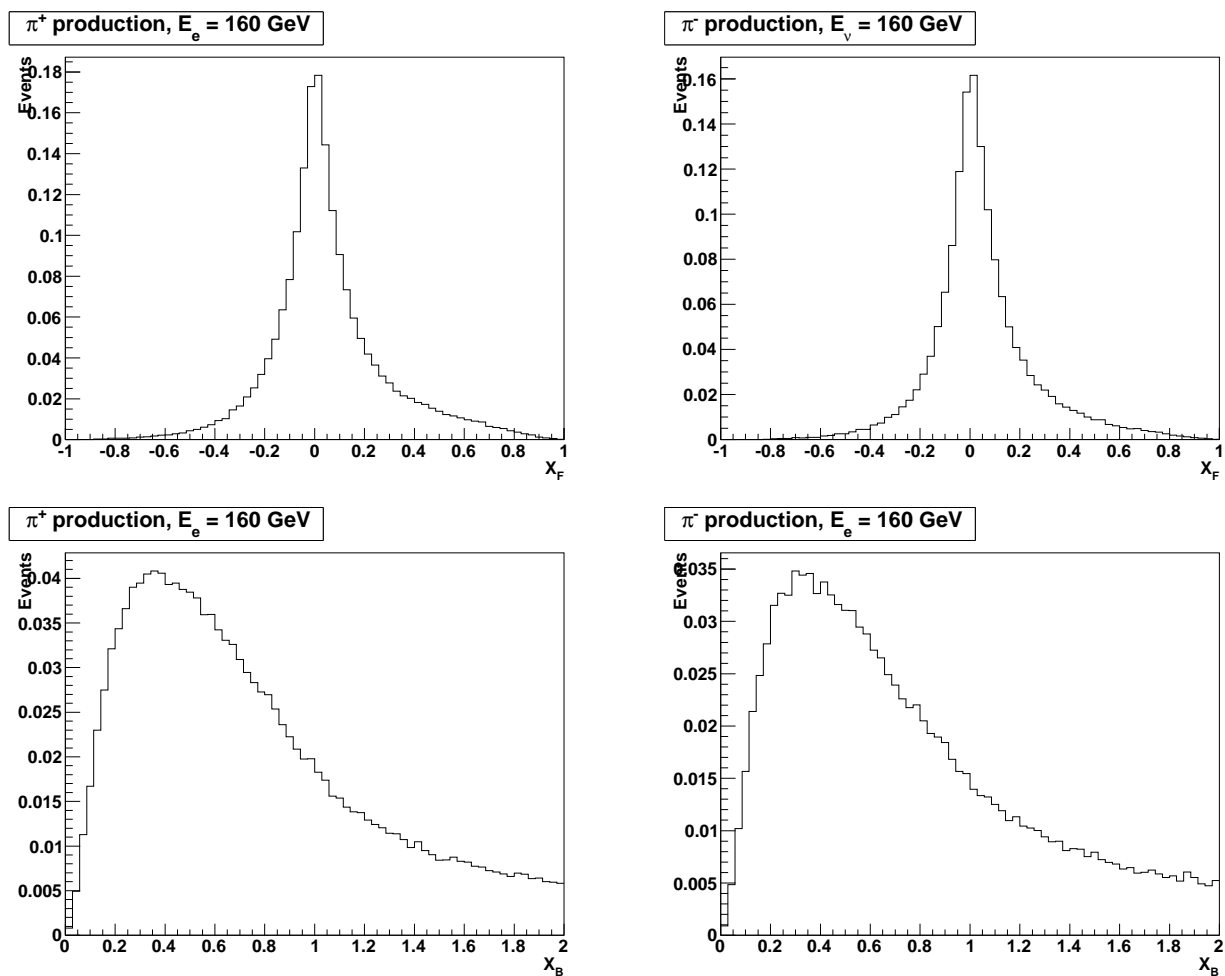 π+ production, E_e = 160 GeV
Events
0.18
0.16
0.14
0.12
0.1
0.08
0.06
0.04
0.02
0
-1 -0.8 -0.6 -0.4 -0.2 0 0.2 0.4 0.6 0.8 1
X_F
π- production, E_ν = 160 GeV
Events
0.16
0.14
0.12
0.1
0.08
0.06
0.04
0.02
0
-1 -0.8 -0.6 -0.4 -0.2 0 0.2 0.4 0.6 0.8 1
X_F
π+ production, E_e = 160 GeV
Events
0.04
0.035
0.03
0.025
0.02
0.015
0.01
0.005
0
0 0.2 0.4 0.6 0.8 1 1.2 1.4 1.6 1.8 2
X_B
π- production, E_e = 160 GeV
Events
0.035
0.03
0.025
0.02
0.015
0.01
0.005
0
0 0.2 0.4 0.6 0.8 1 1.2 1.4 1.6 1.8 2
X_B